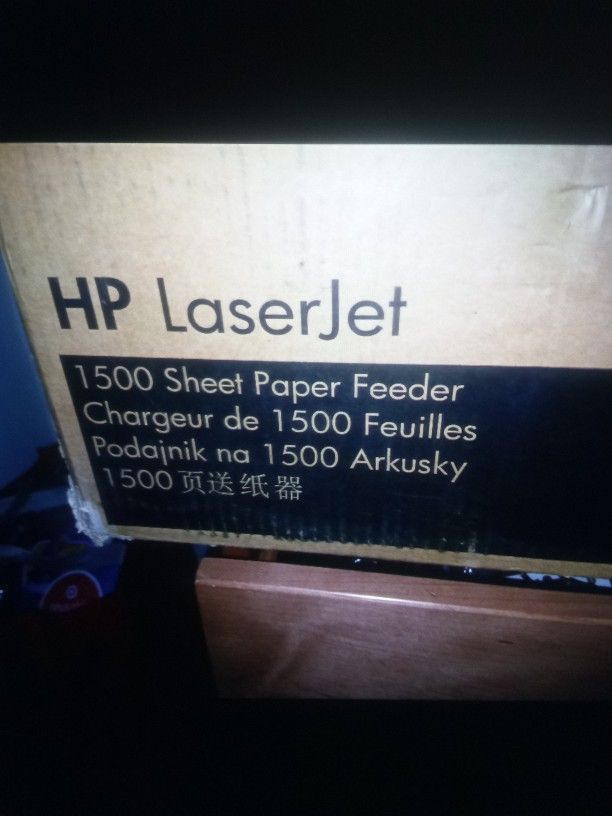 HP LaserJet
1500 Sheet Paper Feeder
Chargeur de 1500 Feuilles
Podajnik na 1500 Arkusky
1500页送纸器